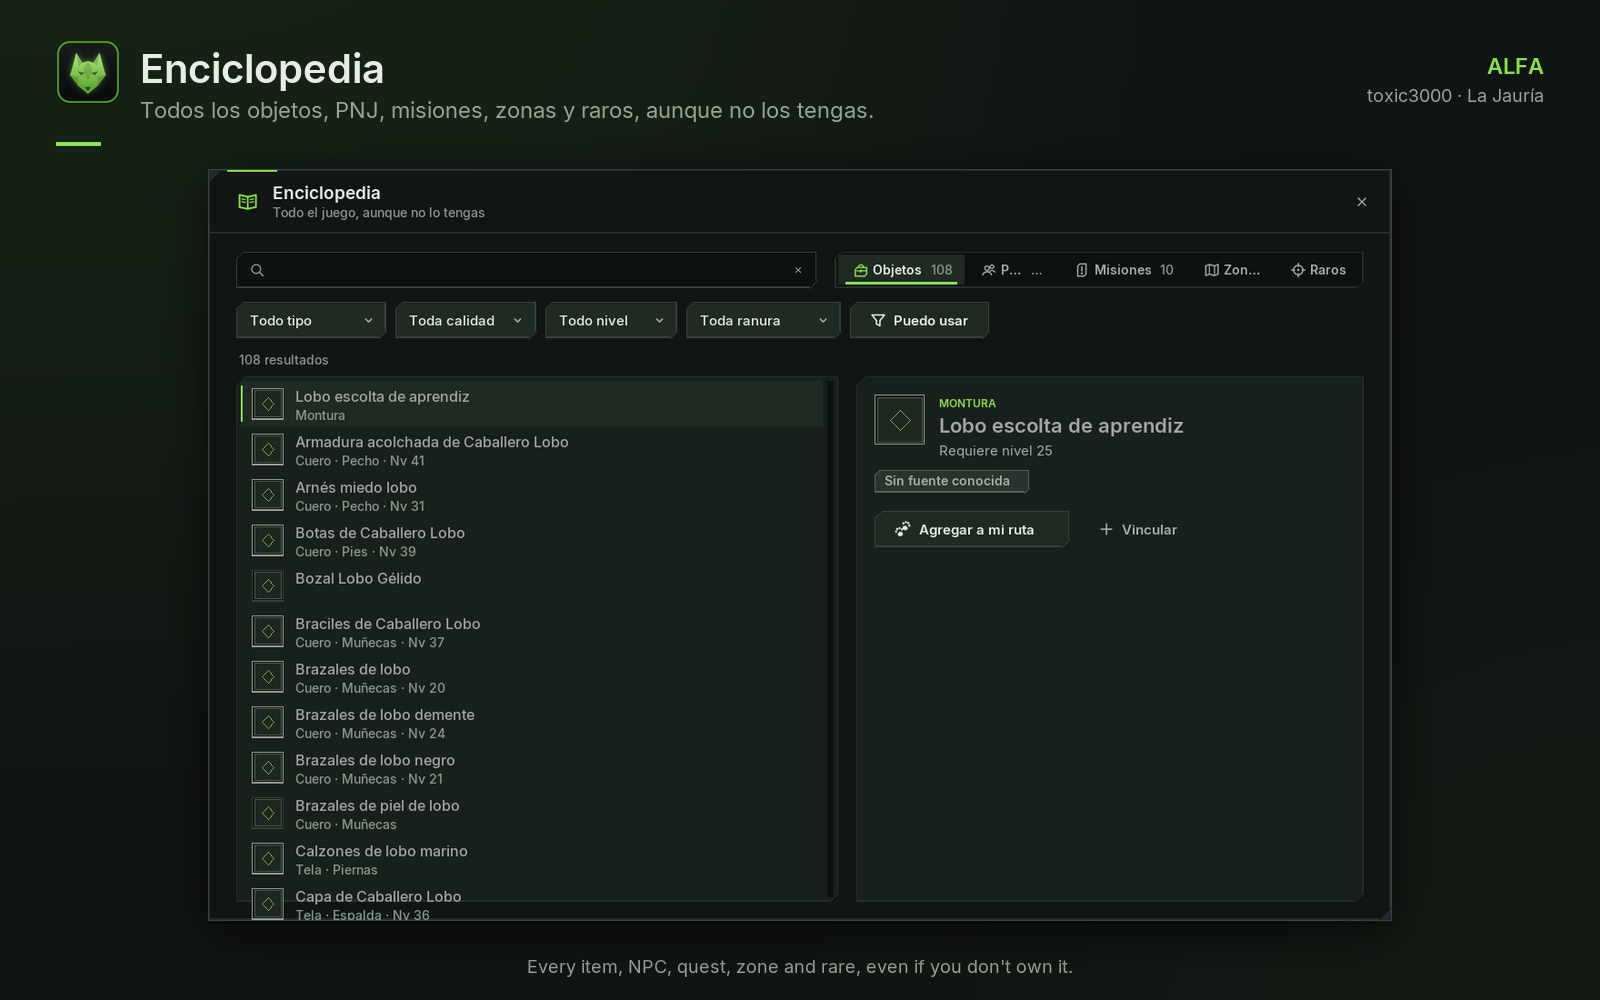 Enciclopedia
Todos los objetos, PNJ, misiones, zonas y raros, aunque no los tengas.
ALFA
toxic3000 · La Jauría
Enciclopedia
Todo el juego, aunque no lo tengas
×
×
Objetos 108
P... ...
Misiones 10
Zon...
Raros
Todo tipo
Toda calidad
Todo nivel
Toda ranura
Puedo usar
108 resultados
Lobo escolta de aprendiz
Montura
Armadura acolchada de Caballero Lobo
Cuero · Pecho · Nv 41
Arnés miedo lobo
Cuero · Pecho · Nv 31
Botas de Caballero Lobo
Cuero · Pies · Nv 39
Bozal Lobo Gélido
Braciles de Caballero Lobo
Cuero · Muñecas · Nv 37
Brazales de lobo
Cuero · Muñecas · Nv 20
Brazales de lobo demente
Cuero · Muñecas · Nv 24
Brazales de lobo negro
Cuero · Muñecas · Nv 21
Brazales de piel de lobo
Cuero · Muñecas
Calzones de lobo marino
Tela · Piernas
Capa de Caballero Lobo
Tela · Espalda · Nv 36
MONTURA
Lobo escolta de aprendiz
Requiere nivel 25
Sin fuente conocida
Agregar a mi ruta
+ Vincular
Every item, NPC, quest, zone and rare, even if you don't own it.